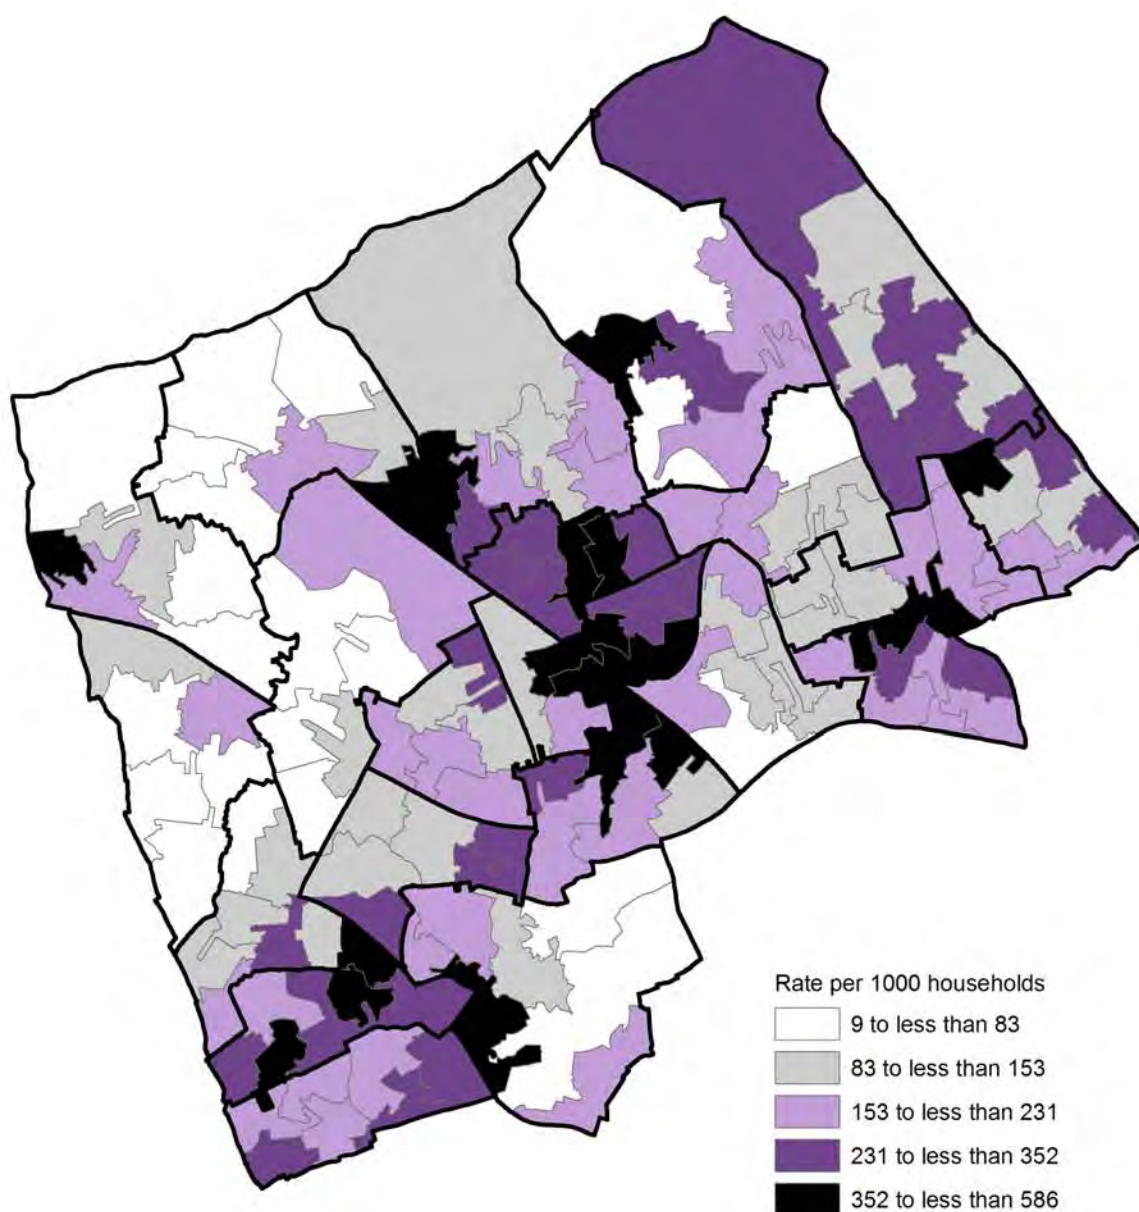 Rate per 1000 households
9 to less than 83
83 to less than 153
153 to less than 231
231 to less than 352
352 to less than 586